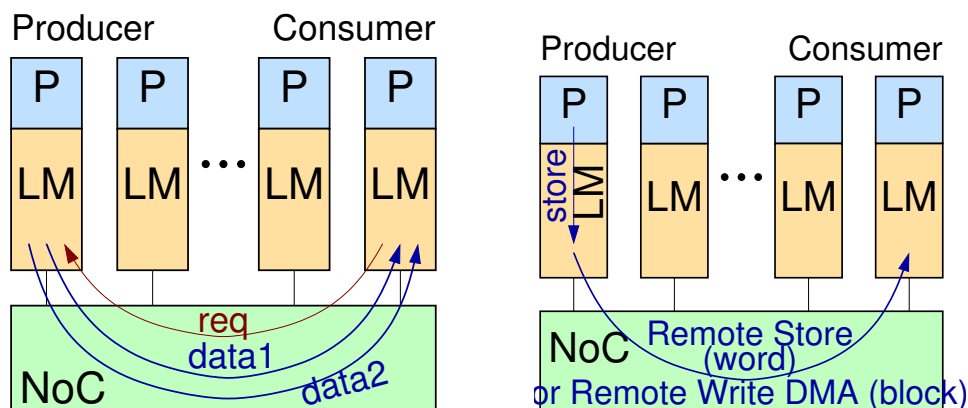 Producer Consumer
P P P P
LM LM ... LM LM
req
data1
data2
NoC
Producer Consumer
P P P P
store
LM LM ... LM LM
NoC
Remote Store
(word)
or Remote Write DMA (block)